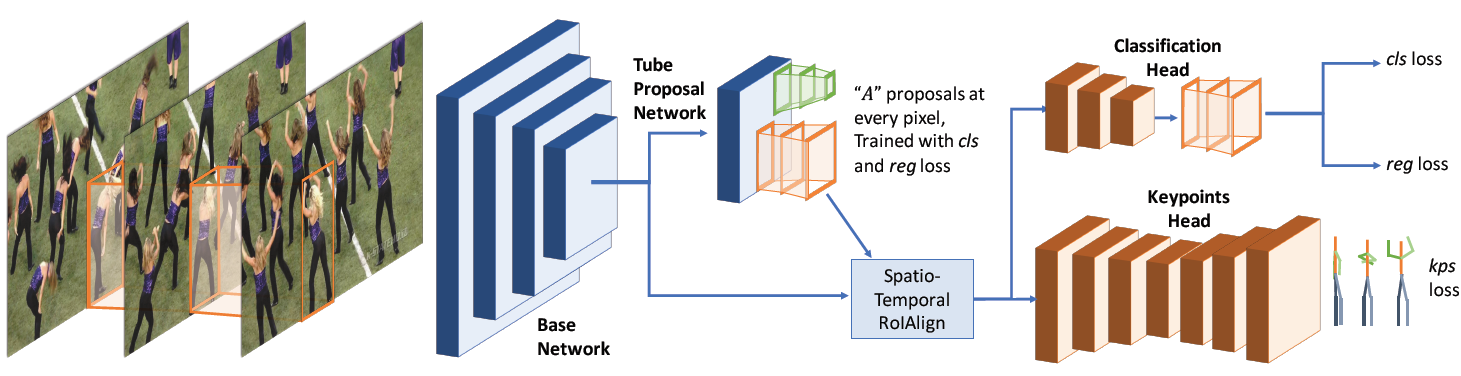 Tube
Proposal
Network
Base
Network
“A” proposals at
every pixel,
Trained with cls
and reg loss
Spatio-
Temporal
RoIAlign
Classification
Head
cls loss
reg loss
Keypoints
Head
kps
loss